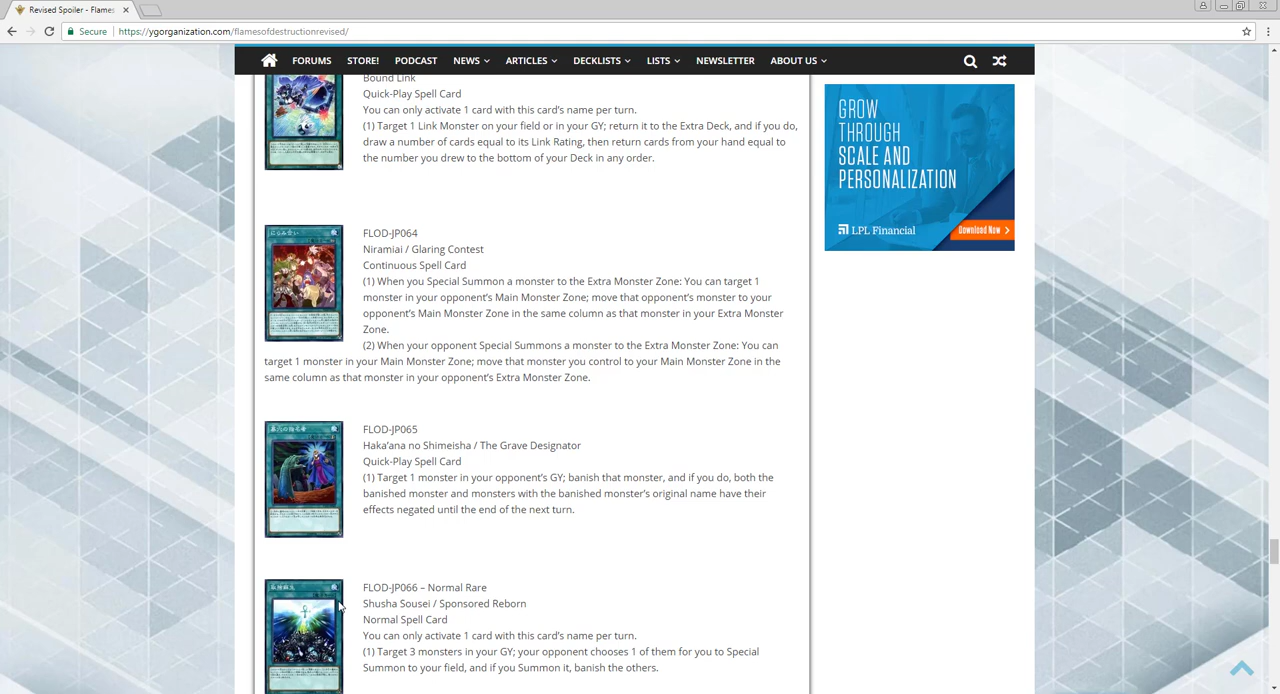 Revised Spoiler - Flames
Secure
https://ygorganization.com/flamesofdestructionrevised/
FORUMS STORE! PODCAST NEWS ARTICLES DECKLISTS LISTS NEWSLETTER ABOUT US
Bound Link
Quick-Play Spell Card
You can only activate 1 card with this card's name per turn.
(1) Target 1 Link Monster on your field or in your GY; return it to the Extra Deck, and if you do,
draw a number of cards equal to its Link Rating, then return cards from your hand equal to
the number you drew to the bottom of your Deck in any order.
GROW
THROUGH
SCALE AND
PERSONALIZATION
LPL Financial
Download Now
にらみ合い
FLOD-JP064
Niramiai / Glaring Contest
Continuous Spell Card
(1) When you Special Summon a monster to the Extra Monster Zone: You can target 1
monster in your opponent's Main Monster Zone; move that opponent's monster to your
opponent's Main Monster Zone in the same column as that monster in your Extra Monster
Zone.
(2) When your opponent Special Summons a monster to the Extra Monster Zone: You can
target 1 monster in your Main Monster Zone; move that monster you control to your Main Monster Zone in the
same column as that monster in your opponent's Extra Monster Zone.
墓穴の指名者
FLOD-JP065
Haka'ana no Shimeisha / The Grave Designator
Quick-Play Spell Card
(1) Target 1 monster in your opponent's GY; banish that monster, and if you do, both the
banished monster and monsters with the banished monster's original name have their
effects negated until the end of the next turn.
FLOD-JP066 – Normal Rare
Shusha Sousei / Sponsored Reborn
Normal Spell Card
You can only activate 1 card with this card's name per turn.
(1) Target 3 monsters in your GY; your opponent chooses 1 of them for you to Special
Summon to your field, and if you Summon it, banish the others.